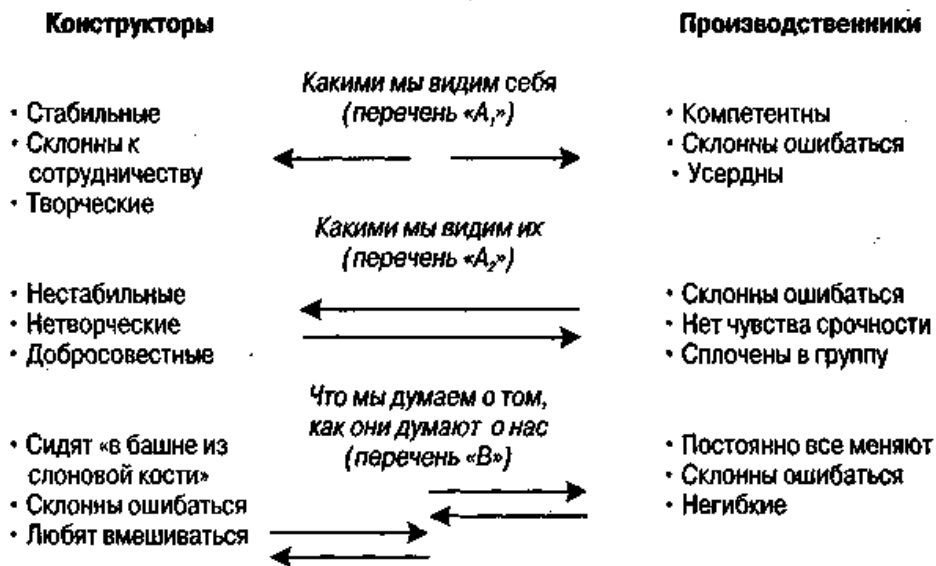 Конструкторы
Производственники
Какими мы видим себя
(перечень «A₁»)
• Стабильные
• Склонны к
сотрудничеству
• Творческие
• Компетентны
• Склонны ошибаться
• Усердны
Какими мы видим их
(перечень «A₂»)
• Нестабильные
• Нетворческие
• Добросовестные
• Склонны ошибаться
• Нет чувства срочности
• Сплочены в группу
Что мы думаем о том,
как они думают о нас
(перечень «B»)
• Сидят «в башне из
слоновой кости»
• Склонны ошибаться
• Любят вмешиваться
• Постоянно все меняют
• Склонны ошибаться
• Негибкие